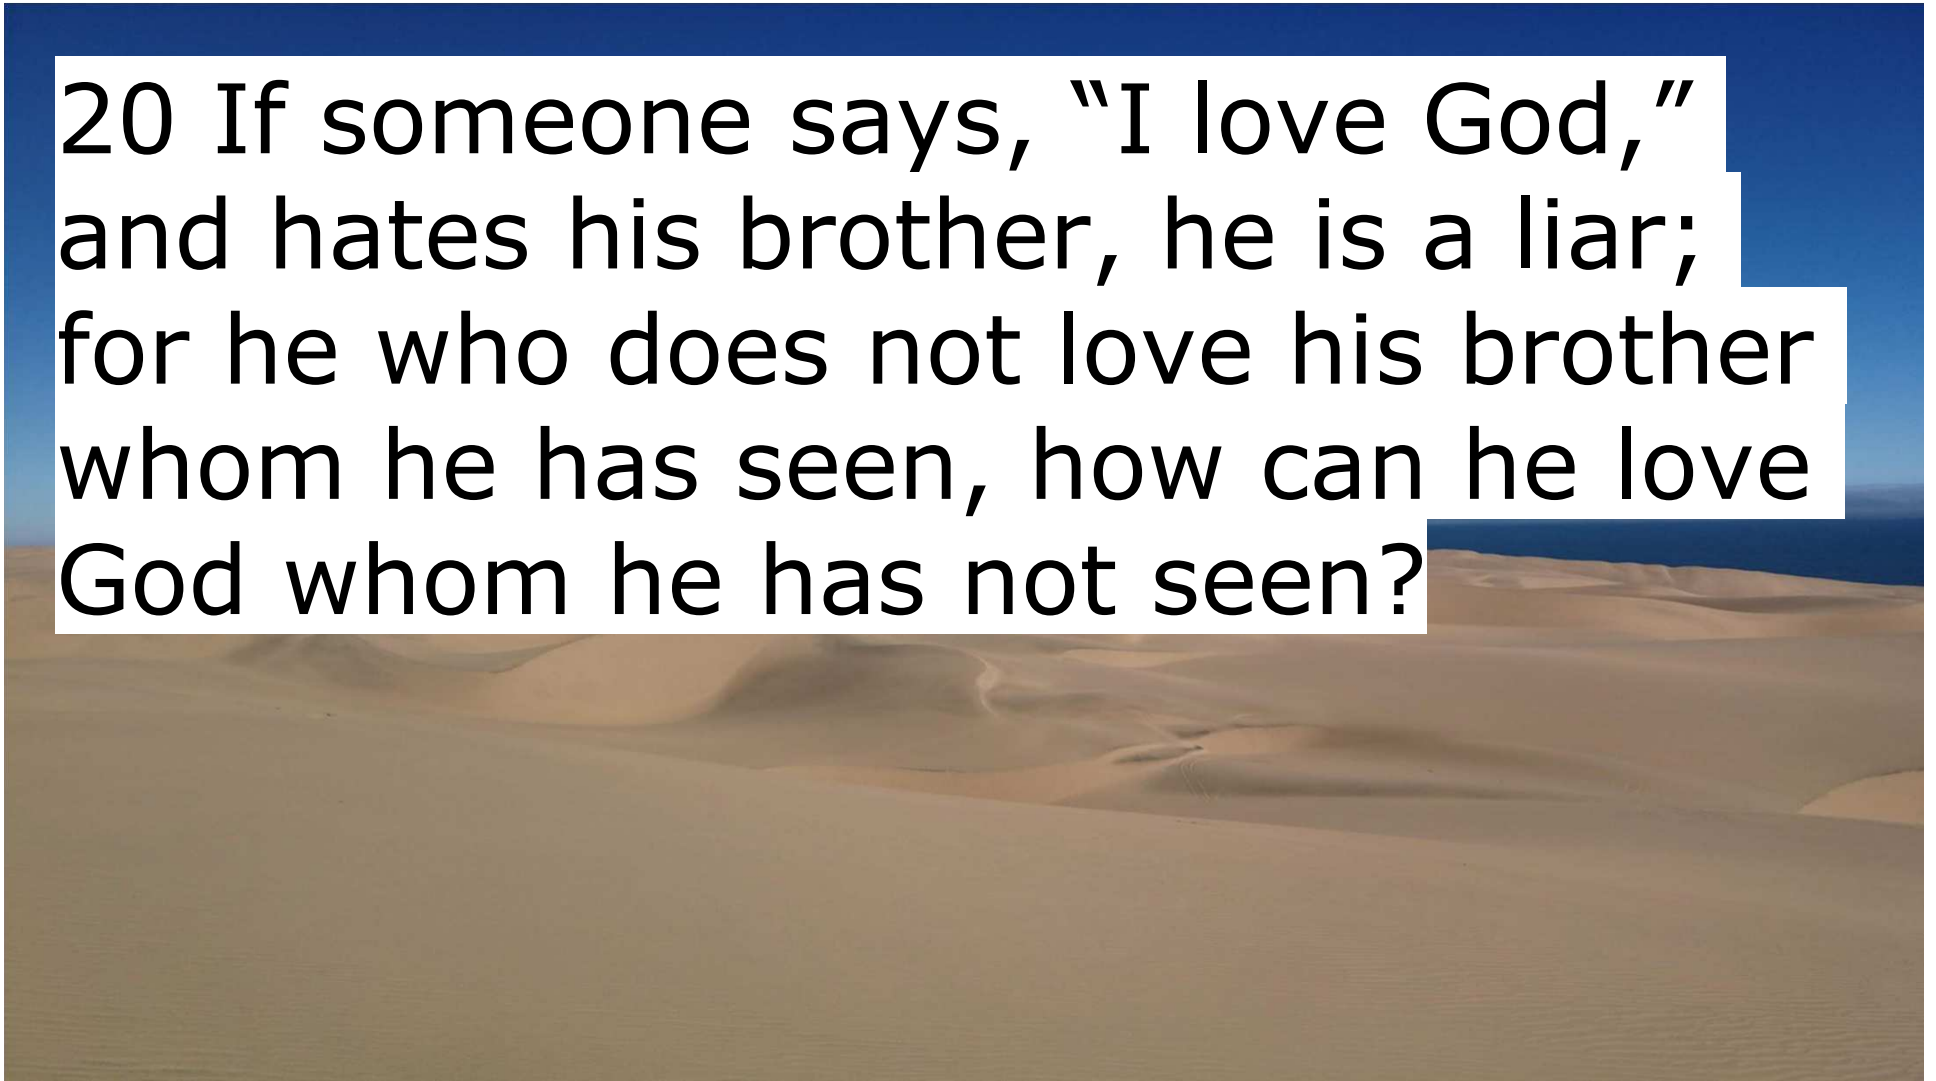 20 If someone says, “I love God,”
and hates his brother, he is a liar;
for he who does not love his brother
whom he has seen, how can he love
God whom he has not seen?